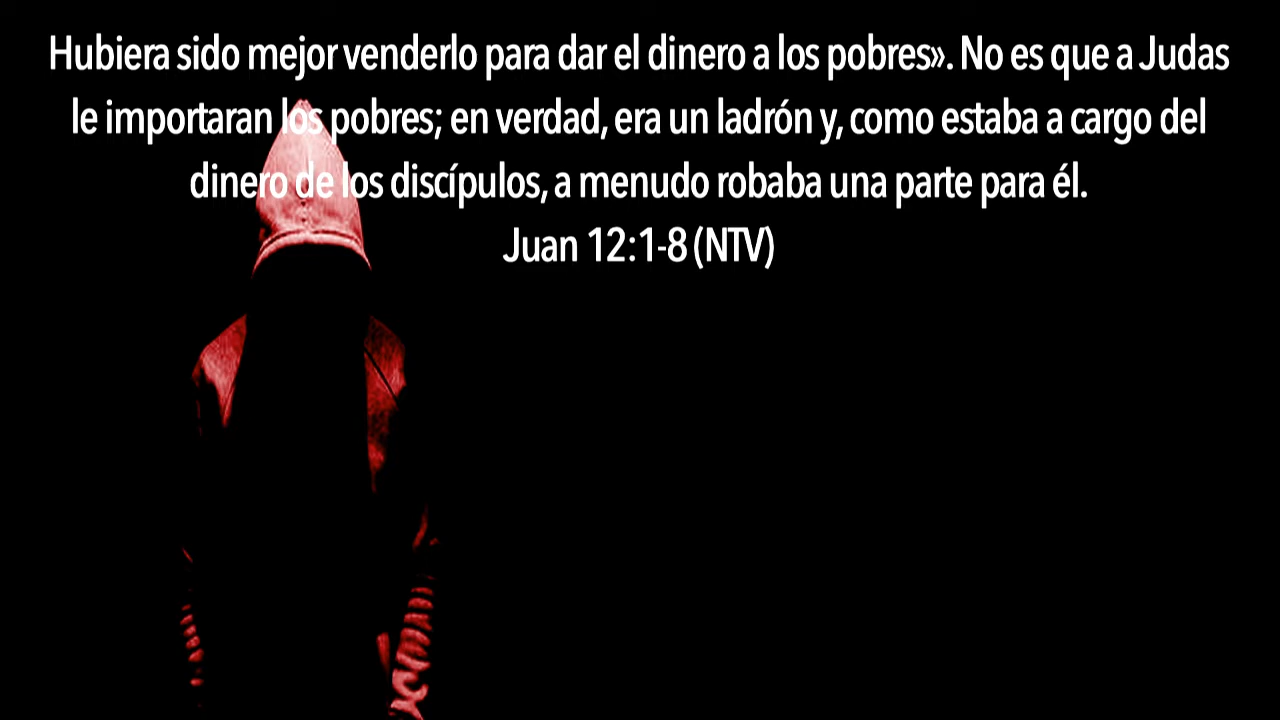 Hubiera sido mejor venderlo para dar el dinero a los pobres». No es que a Judas
le importaran los pobres; en verdad, era un ladrón y, como estaba a cargo del
dinero de los discípulos, a menudo robaba una parte para él.
Juan 12:1-8 (NTV)